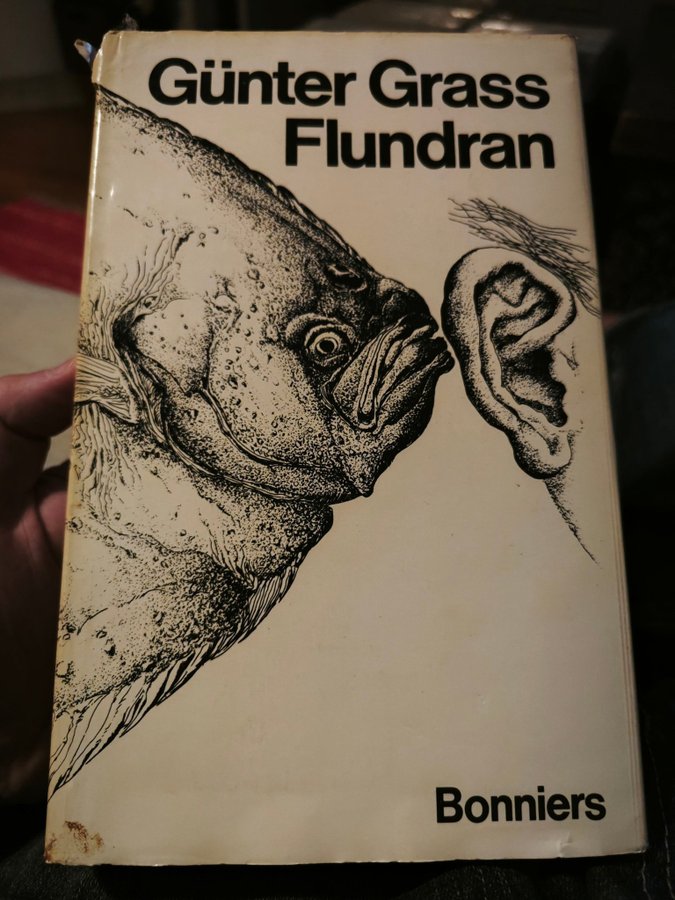 Günter Grass
Flundran
Bonniers